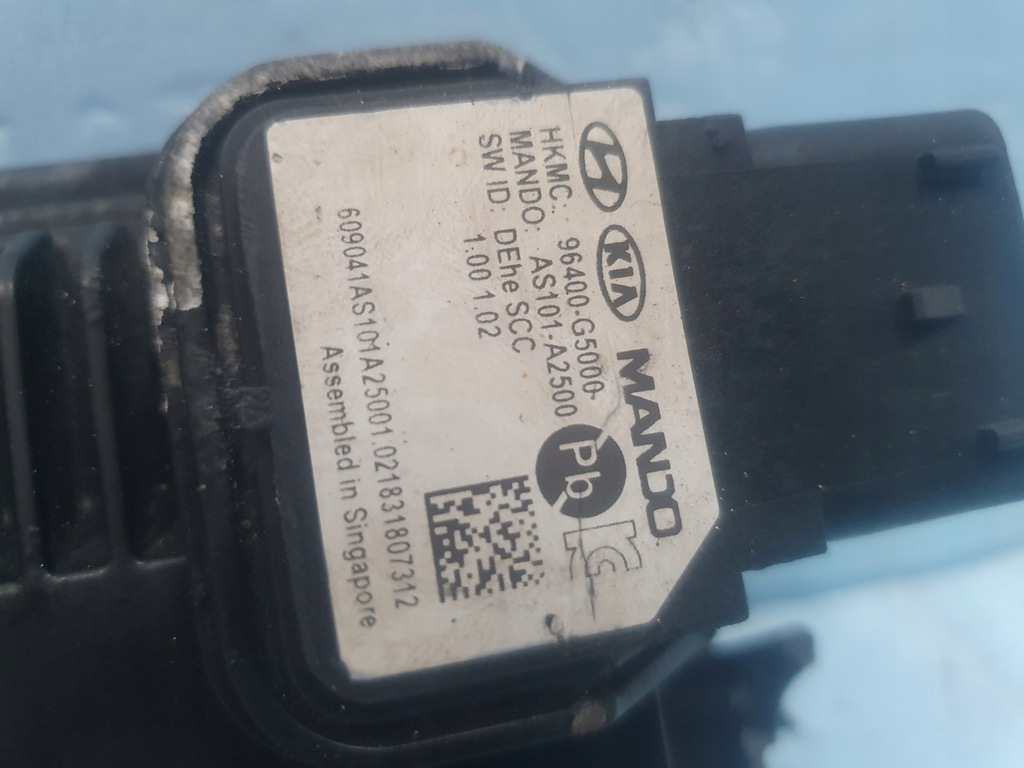 KIA MANDO
HKMC.: 96400-G5000
MANDO: AS101-A2500
SW ID: DEhe SCC
1.00 1.02
Pb
609041AS101A25001.021831807312
Assembled in Singapore